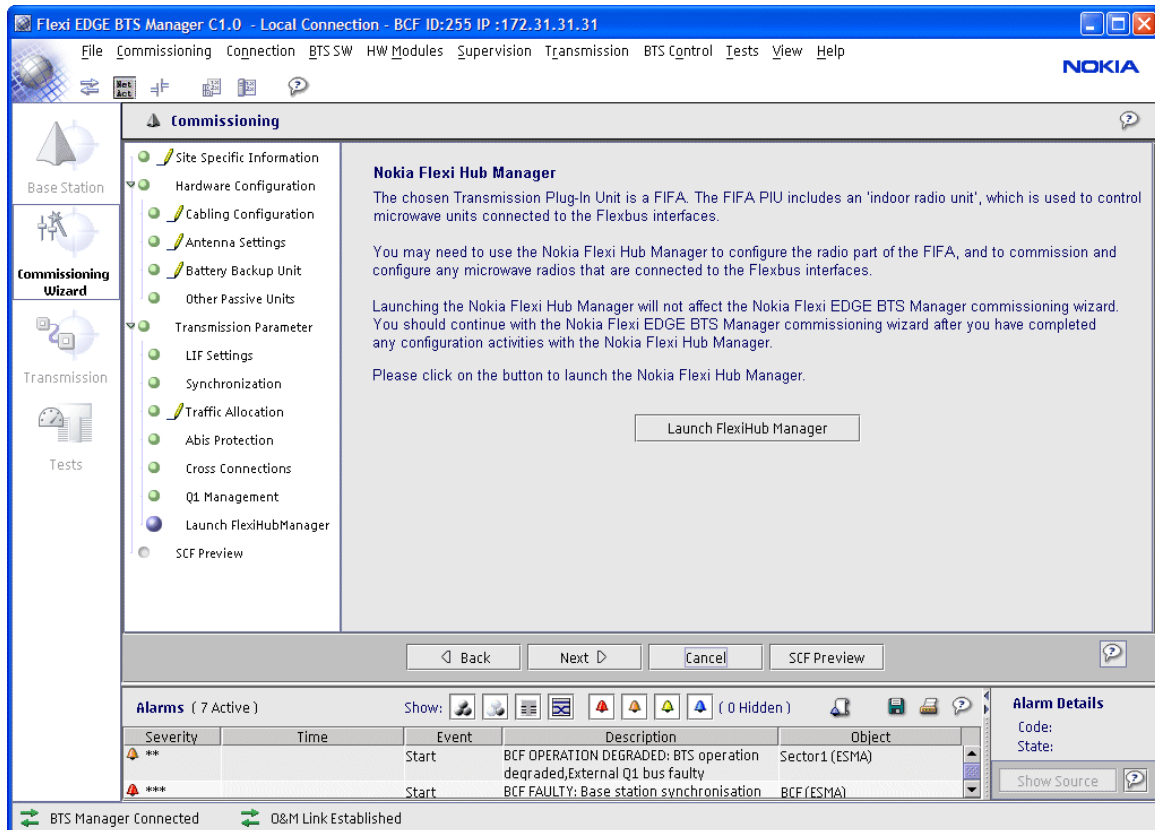 Flexi EDGE BTS Manager C1.0 - Local Connection - BCF ID:255 IP :172.31.31.31
File Commissioning Connection BTS SW HW Modules Supervision Transmission BTS Control Tests View Help
NOKIA
Net
Act
Commissioning
Base Station
Commissioning
Wizard
Transmission
Tests
Site Specific Information
Hardware Configuration
Cabling Configuration
Antenna Settings
Battery Backup Unit
Other Passive Units
Transmission Parameter
LIF Settings
Synchronization
Traffic Allocation
Abis Protection
Cross Connections
Q1 Management
Launch FlexiHubManager
SCF Preview
Nokia Flexi Hub Manager
The chosen Transmission Plug-In Unit is a FIFA. The FIFA PIU includes an 'indoor radio unit', which is used to control
microwave units connected to the Flexbus interfaces.
You may need to use the Nokia Flexi Hub Manager to configure the radio part of the FIFA, and to commission and
configure any microwave radios that are connected to the Flexbus interfaces.
Launching the Nokia Flexi Hub Manager will not affect the Nokia Flexi EDGE BTS Manager commissioning wizard.
You should continue with the Nokia Flexi EDGE BTS Manager commissioning wizard after you have completed
any configuration activities with the Nokia Flexi Hub Manager.
Please click on the button to launch the Nokia Flexi Hub Manager.
Launch FlexiHub Manager
Back Next Cancel SCF Preview
Alarms ( 7 Active ) Show: ( 0 Hidden )
Severity Time Event Description Object
** Start BCF OPERATION DEGRADED: BTS operation Sector1 (ESMA)
degraded,External Q1 bus faulty
*** Start BCF FAULTY: Base station synchronisation BCF (ESMA)
Alarm Details
Code:
State:
Show Source
BTS Manager Connected O&M Link Established